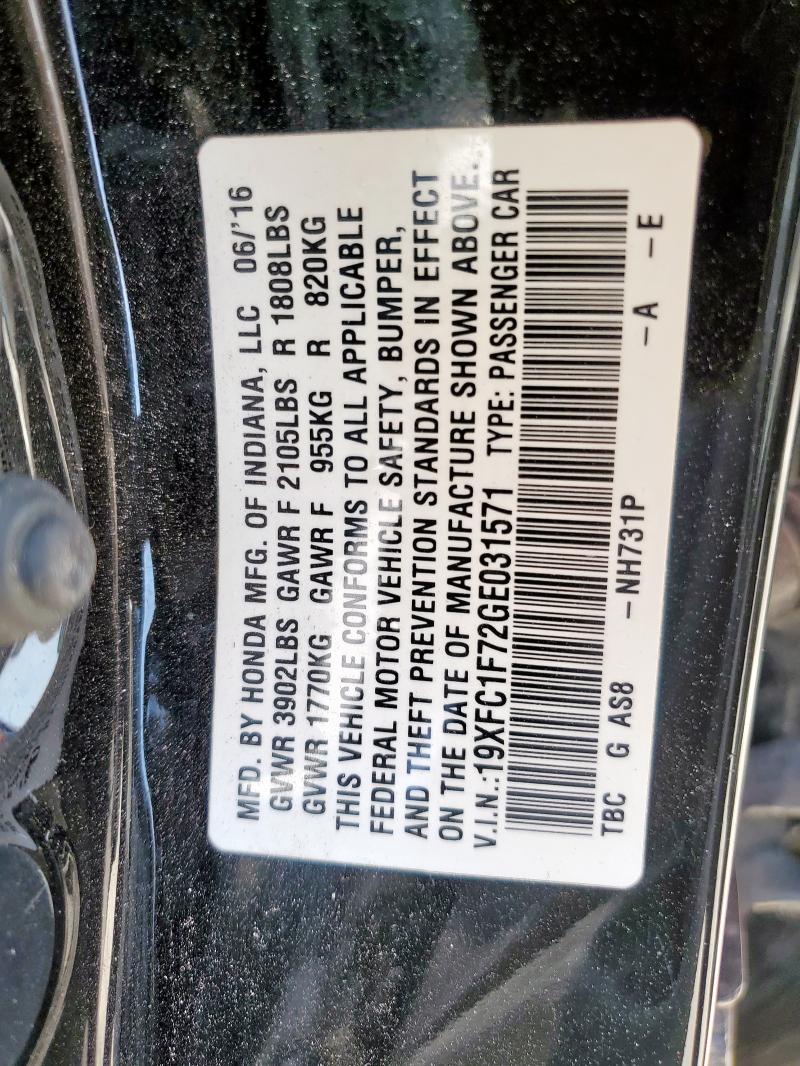 MFD. BY HONDA MFG. OF INDIANA, LLC 06/'16
GVWR 3902LBS GAWR F 2105LBS R 1808LBS
GVWR 1770KG GAWR F 955KG R 820KG
THIS VEHICLE CONFORMS TO ALL APPLICABLE
FEDERAL MOTOR VEHICLE SAFETY, BUMPER,
AND THEFT PREVENTION STANDARDS IN EFFECT
ON THE DATE OF MANUFACTURE SHOWN ABOVE.
V.I.N.:19XFC1F72GE031571 TYPE: PASSENGER CAR
TBC G AS8 –NH731P –A –E